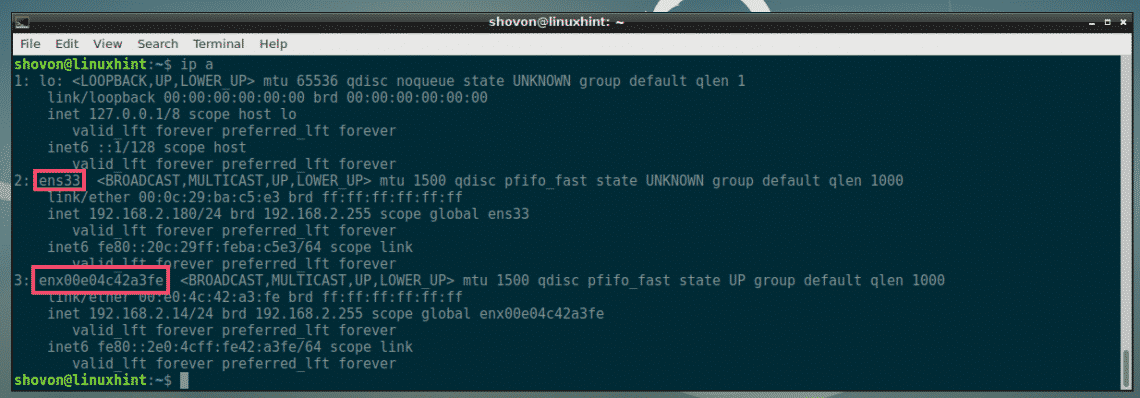 shovon@linuxhint: ~
File Edit View Search Terminal Help
shovon@linuxhint:~$ ip a
1: lo: <LOOPBACK,UP,LOWER_UP> mtu 65536 qdisc noqueue state UNKNOWN group default qlen 1
link/loopback 00:00:00:00:00:00 brd 00:00:00:00:00:00
inet 127.0.0.1/8 scope host lo
valid_lft forever preferred_lft forever
inet6 ::1/128 scope host
valid_lft forever preferred_lft forever
2: ens33 <BROADCAST,MULTICAST,UP,LOWER_UP> mtu 1500 qdisc pfifo_fast state UNKNOWN group default qlen 1000
link/ether 00:0c:29:ba:c5:e3 brd ff:ff:ff:ff:ff:ff
inet 192.168.2.180/24 brd 192.168.2.255 scope global ens33
valid_lft forever preferred_lft forever
inet6 fe80::20c:29ff:feba:c5e3/64 scope link
valid_lft forever preferred_lft forever
3: enx00e04c42a3fe <BROADCAST,MULTICAST,UP,LOWER_UP> mtu 1500 qdisc pfifo_fast state UP group default qlen 1000
link/ether 00:e0:4c:42:a3:fe brd ff:ff:ff:ff:ff:ff
inet 192.168.2.14/24 brd 192.168.2.255 scope global enx00e04c42a3fe
valid_lft forever preferred_lft forever
inet6 fe80::2e0:4cff:fe42:a3fe/64 scope link
valid_lft forever preferred_lft forever
shovon@linuxhint:~$